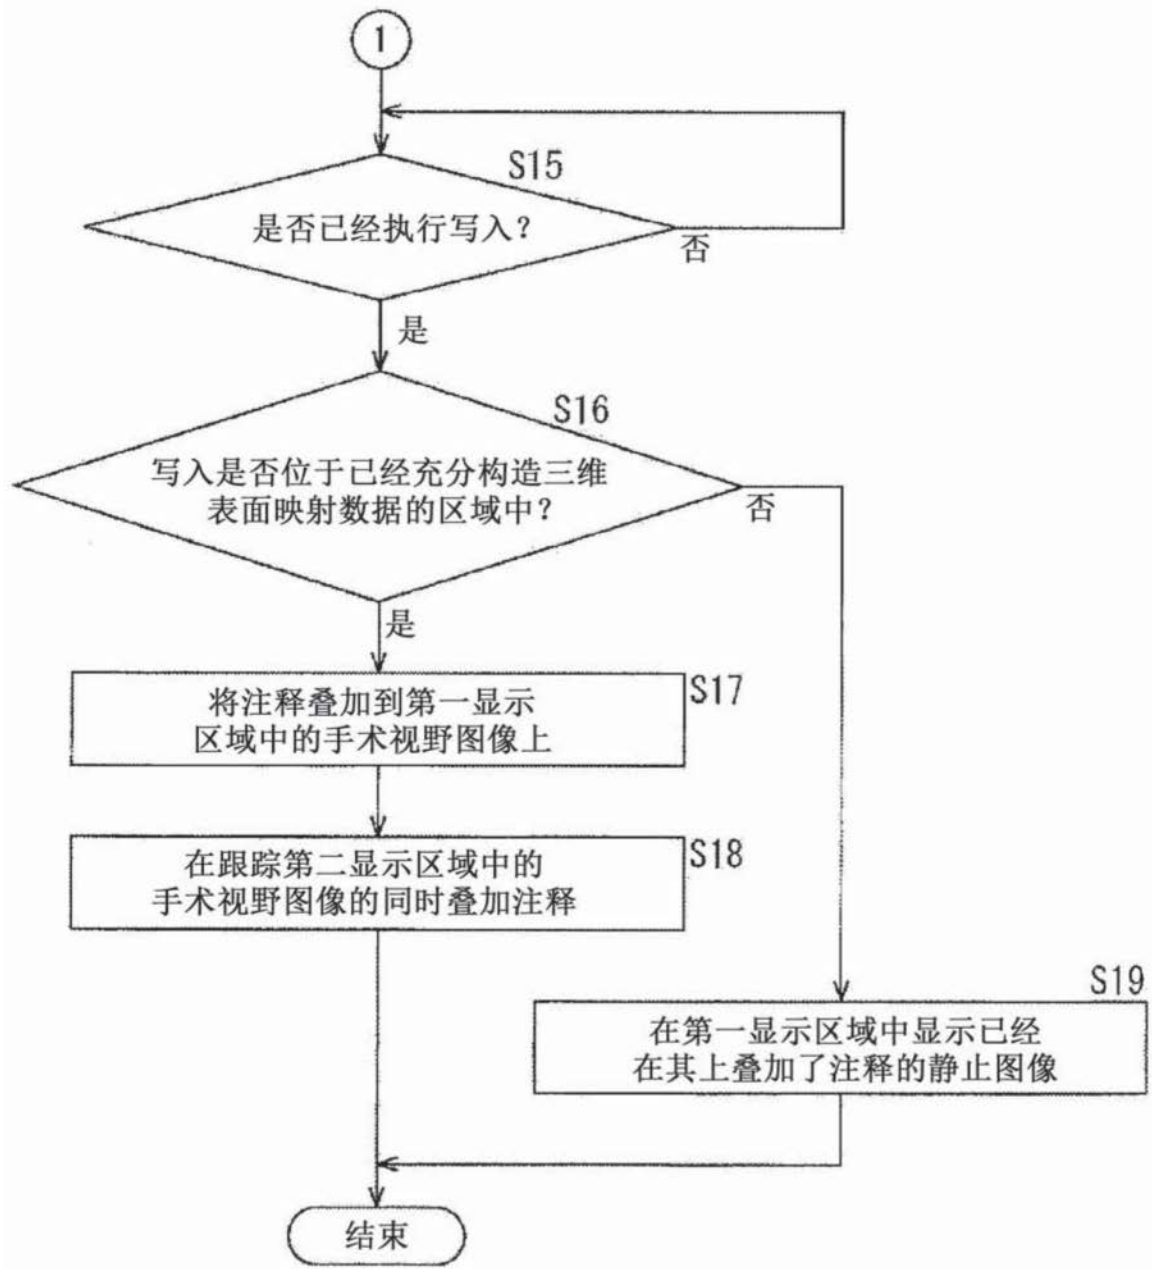 1
S15
是否已经执行写入？
否
是
S16
写入是否位于已经充分构造三维
表面映射数据的区域中？
否
是
S17
将注释叠加到第一显示
区域中的手术视野图像上
S18
在跟踪第二显示区域中的
手术视野图像的同时叠加注释
S19
在第一显示区域中显示已经
在其上叠加了注释的静止图像
结束